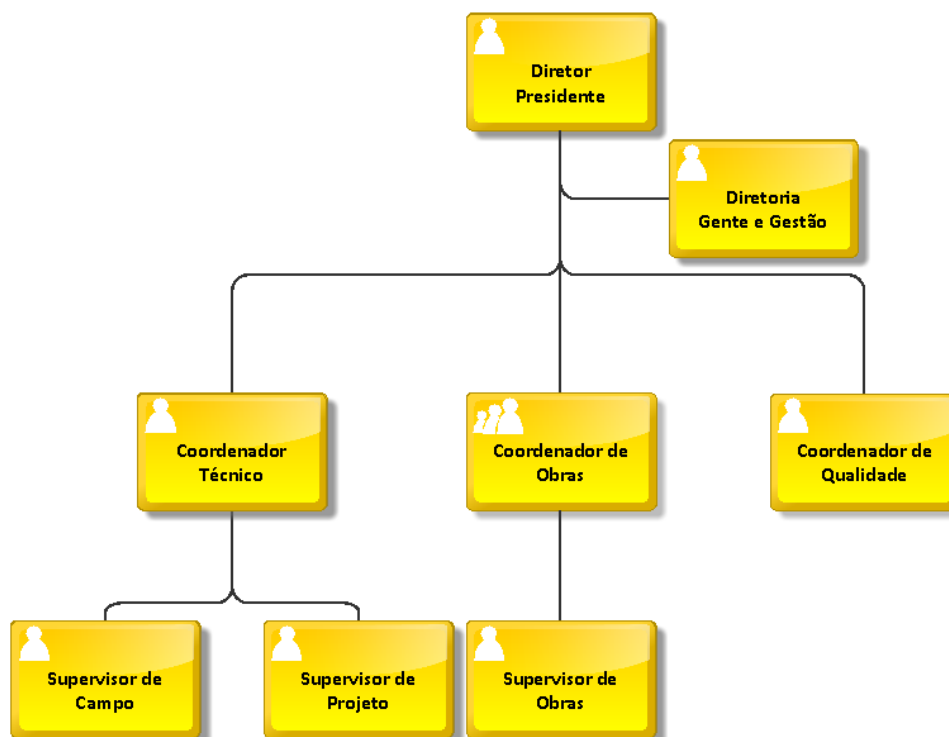 Diretor
Presidente
Diretoria
Gente e Gestão
Coordenador
Técnico
Coordenador de
Obras
Coordenador de
Qualidade
Supervisor de
Campo
Supervisor de
Projeto
Supervisor de
Obras